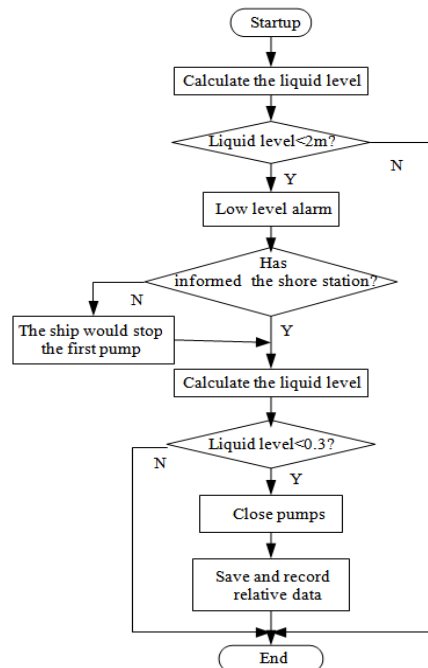 Startup
Calculate the liquid level
Liquid level<2m?
N
Y
Low level alarm
Has
informed the shore station?
N
Y
The ship would stop
the first pump
Calculate the liquid level
Liquid level<0.3?
N
Y
Close pumps
Save and record
relative data
End